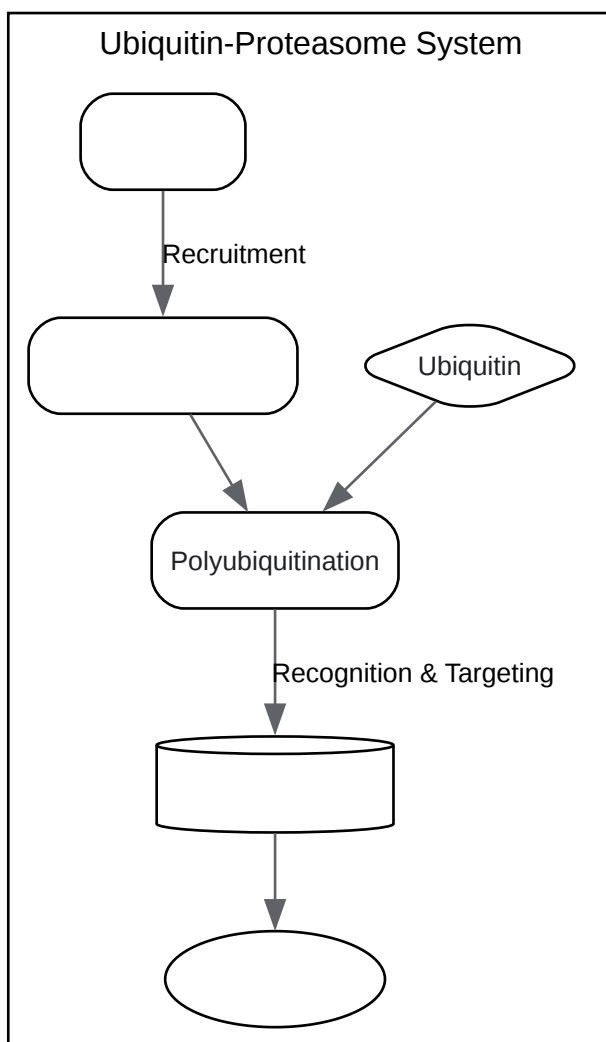 Ubiquitin-Proteasome System
Recruitment
Ubiquitin
Polyubiquitination
Recognition & Targeting